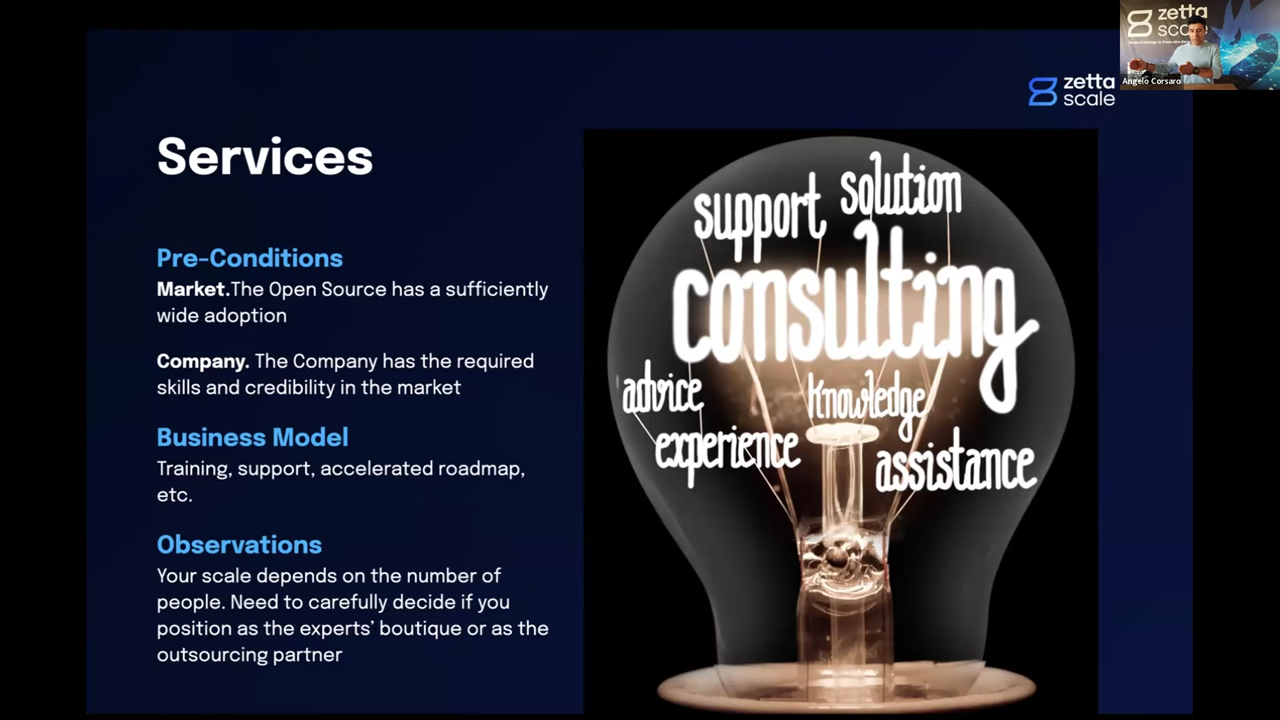 zetta
scale
Angelo Corsaro
zetta
scale
Services
Pre-Conditions
Market.The Open Source has a sufficiently
wide adoption
Company. The Company has the required
skills and credibility in the market
Business Model
Training, support, accelerated roadmap,
etc.
Observations
Your scale depends on the number of
people. Need to carefully decide if you
position as the experts’ boutique or as the
outsourcing partner
support solution
consulting
advice knowledge
experience assistance